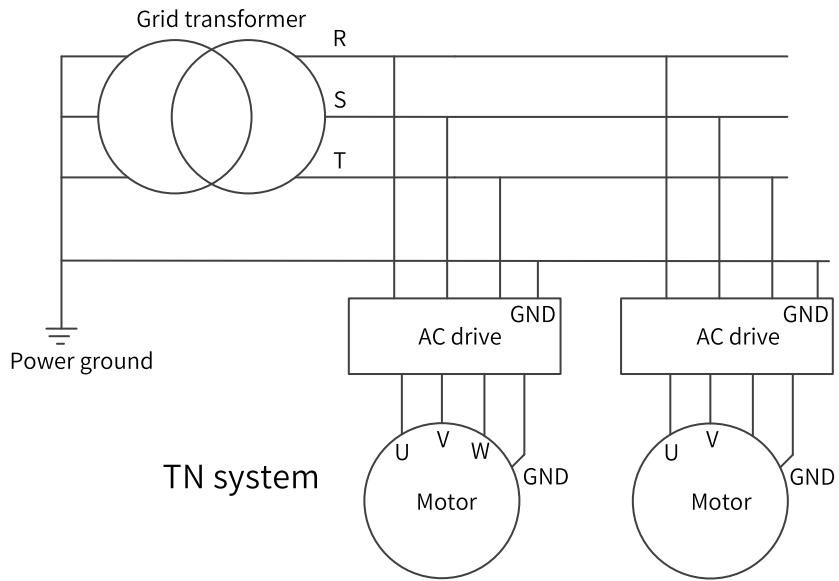 Grid transformer
R
S
T
GND
GND
AC drive
AC drive
Power ground
U
V
W
U
V
TN system
GND
GND
Motor
Motor